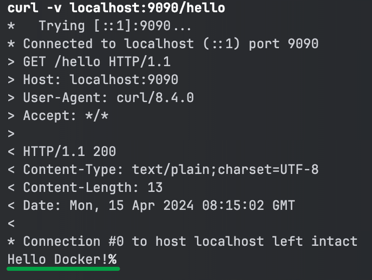 curl -v localhost:9090/hello
*   Trying [::1]:9090...
* Connected to localhost (::1) port 9090
> GET /hello HTTP/1.1
> Host: localhost:9090
> User-Agent: curl/8.4.0
> Accept: */*
>
< HTTP/1.1 200
< Content-Type: text/plain;charset=UTF-8
< Content-Length: 13
< Date: Mon, 15 Apr 2024 08:15:02 GMT
<
* Connection #0 to host localhost left intact
Hello Docker!%